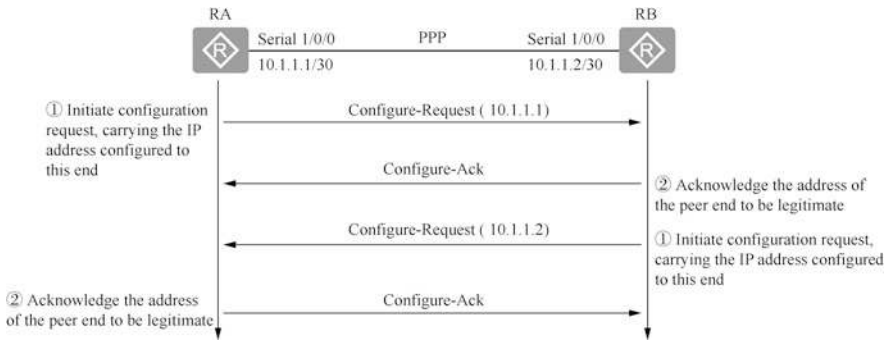 RA
RB
Serial 1/0/0
PPP
Serial 1/0/0
R
R
10.1.1.1/30
10.1.1.2/30
① Initiate configuration
request, carrying the IP
address configured to
this end
Configure-Request ( 10.1.1.1)
Configure-Ack
② Acknowledge the address of
the peer end to be legitimate
Configure-Request ( 10.1.1.2)
① Initiate configuration request,
carrying the IP address configured
to this end
② Acknowledge the address
of the peer end to be legitimate
Configure-Ack